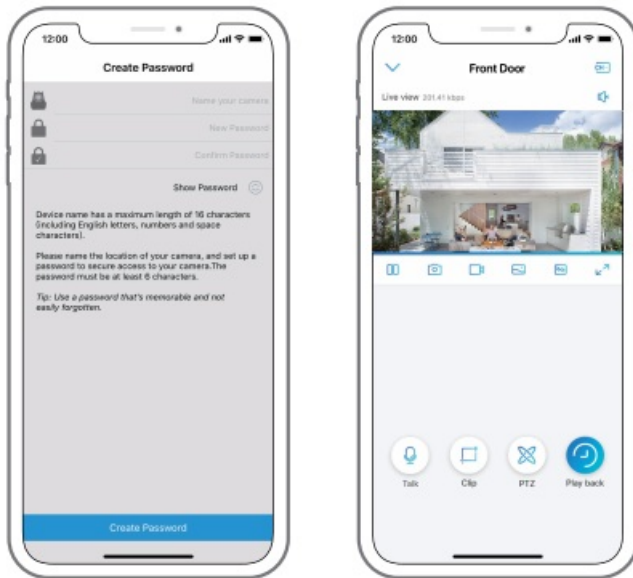 12:00
Create Password
Name your camera
New Password
Confirm Password
Show Password
Device name has a maximum length of 16 characters
(including English letters, numbers and space
characters).
Please name the location of your camera, and set up a
password to secure access to your camera.The
password must be at least 6 characters.
Tip: Use a password that's memorable and not
easily forgotten.
Create Password
12:00
Front Door
Live view 201.41 kbps
Talk
Clip
PTZ
Play back